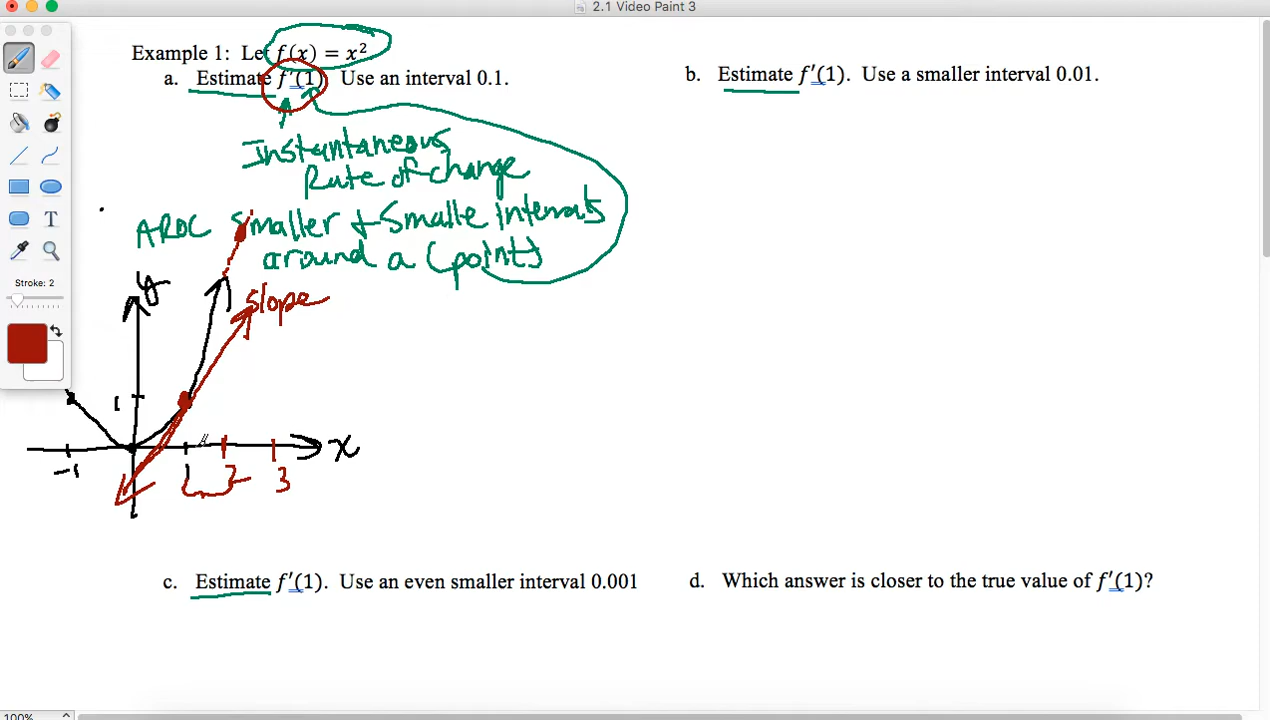 2.1 Video Paint 3
Example 1: Let f(x) = x²
a. Estimate f′(1). Use an interval 0.1.
b. Estimate f′(1). Use a smaller interval 0.01.
Instantaneous
Rate of change
AROC Smaller + Smalle intervals
around a (point)
Stroke: 2
y
slope
1
x
-1
1
2
3
c. Estimate f′(1). Use an even smaller interval 0.001
d. Which answer is closer to the true value of f′(1)?
100%